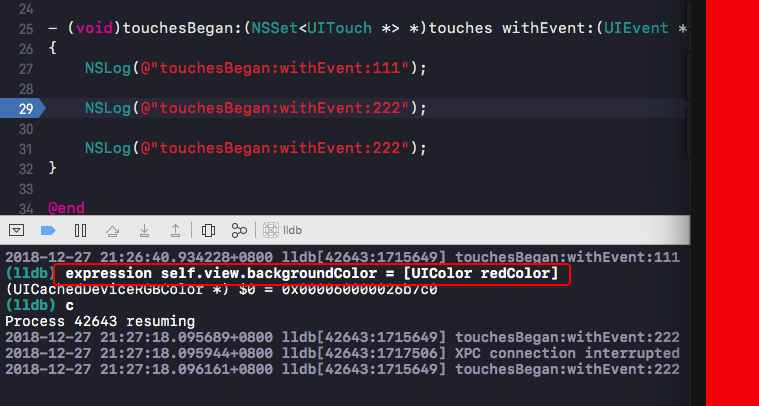 24
25 - (void)touchesBegan:(NSSet<UITouch *> *)touches withEvent:(UIEvent *
26 {
27 NSLog(@"touchesBegan:withEvent:111");
28
29 NSLog(@"touchesBegan:withEvent:222");
30
31 NSLog(@"touchesBegan:withEvent:222");
32 }
33
34 @end
lldb
2018-12-27 21:26:40.934228+0800 lldb[42643:1715649] touchesBegan:withEvent:111
(lldb) expression self.view.backgroundColor = [UIColor redColor]
(UICachedDeviceRGBColor *) $0 = 0x000060000026b7c0
(lldb) c
Process 42643 resuming
2018-12-27 21:27:18.095689+0800 lldb[42643:1715649] touchesBegan:withEvent:222
2018-12-27 21:27:18.095944+0800 lldb[42643:1717506] XPC connection interrupted
2018-12-27 21:27:18.096161+0800 lldb[42643:1715649] touchesBegan:withEvent:222